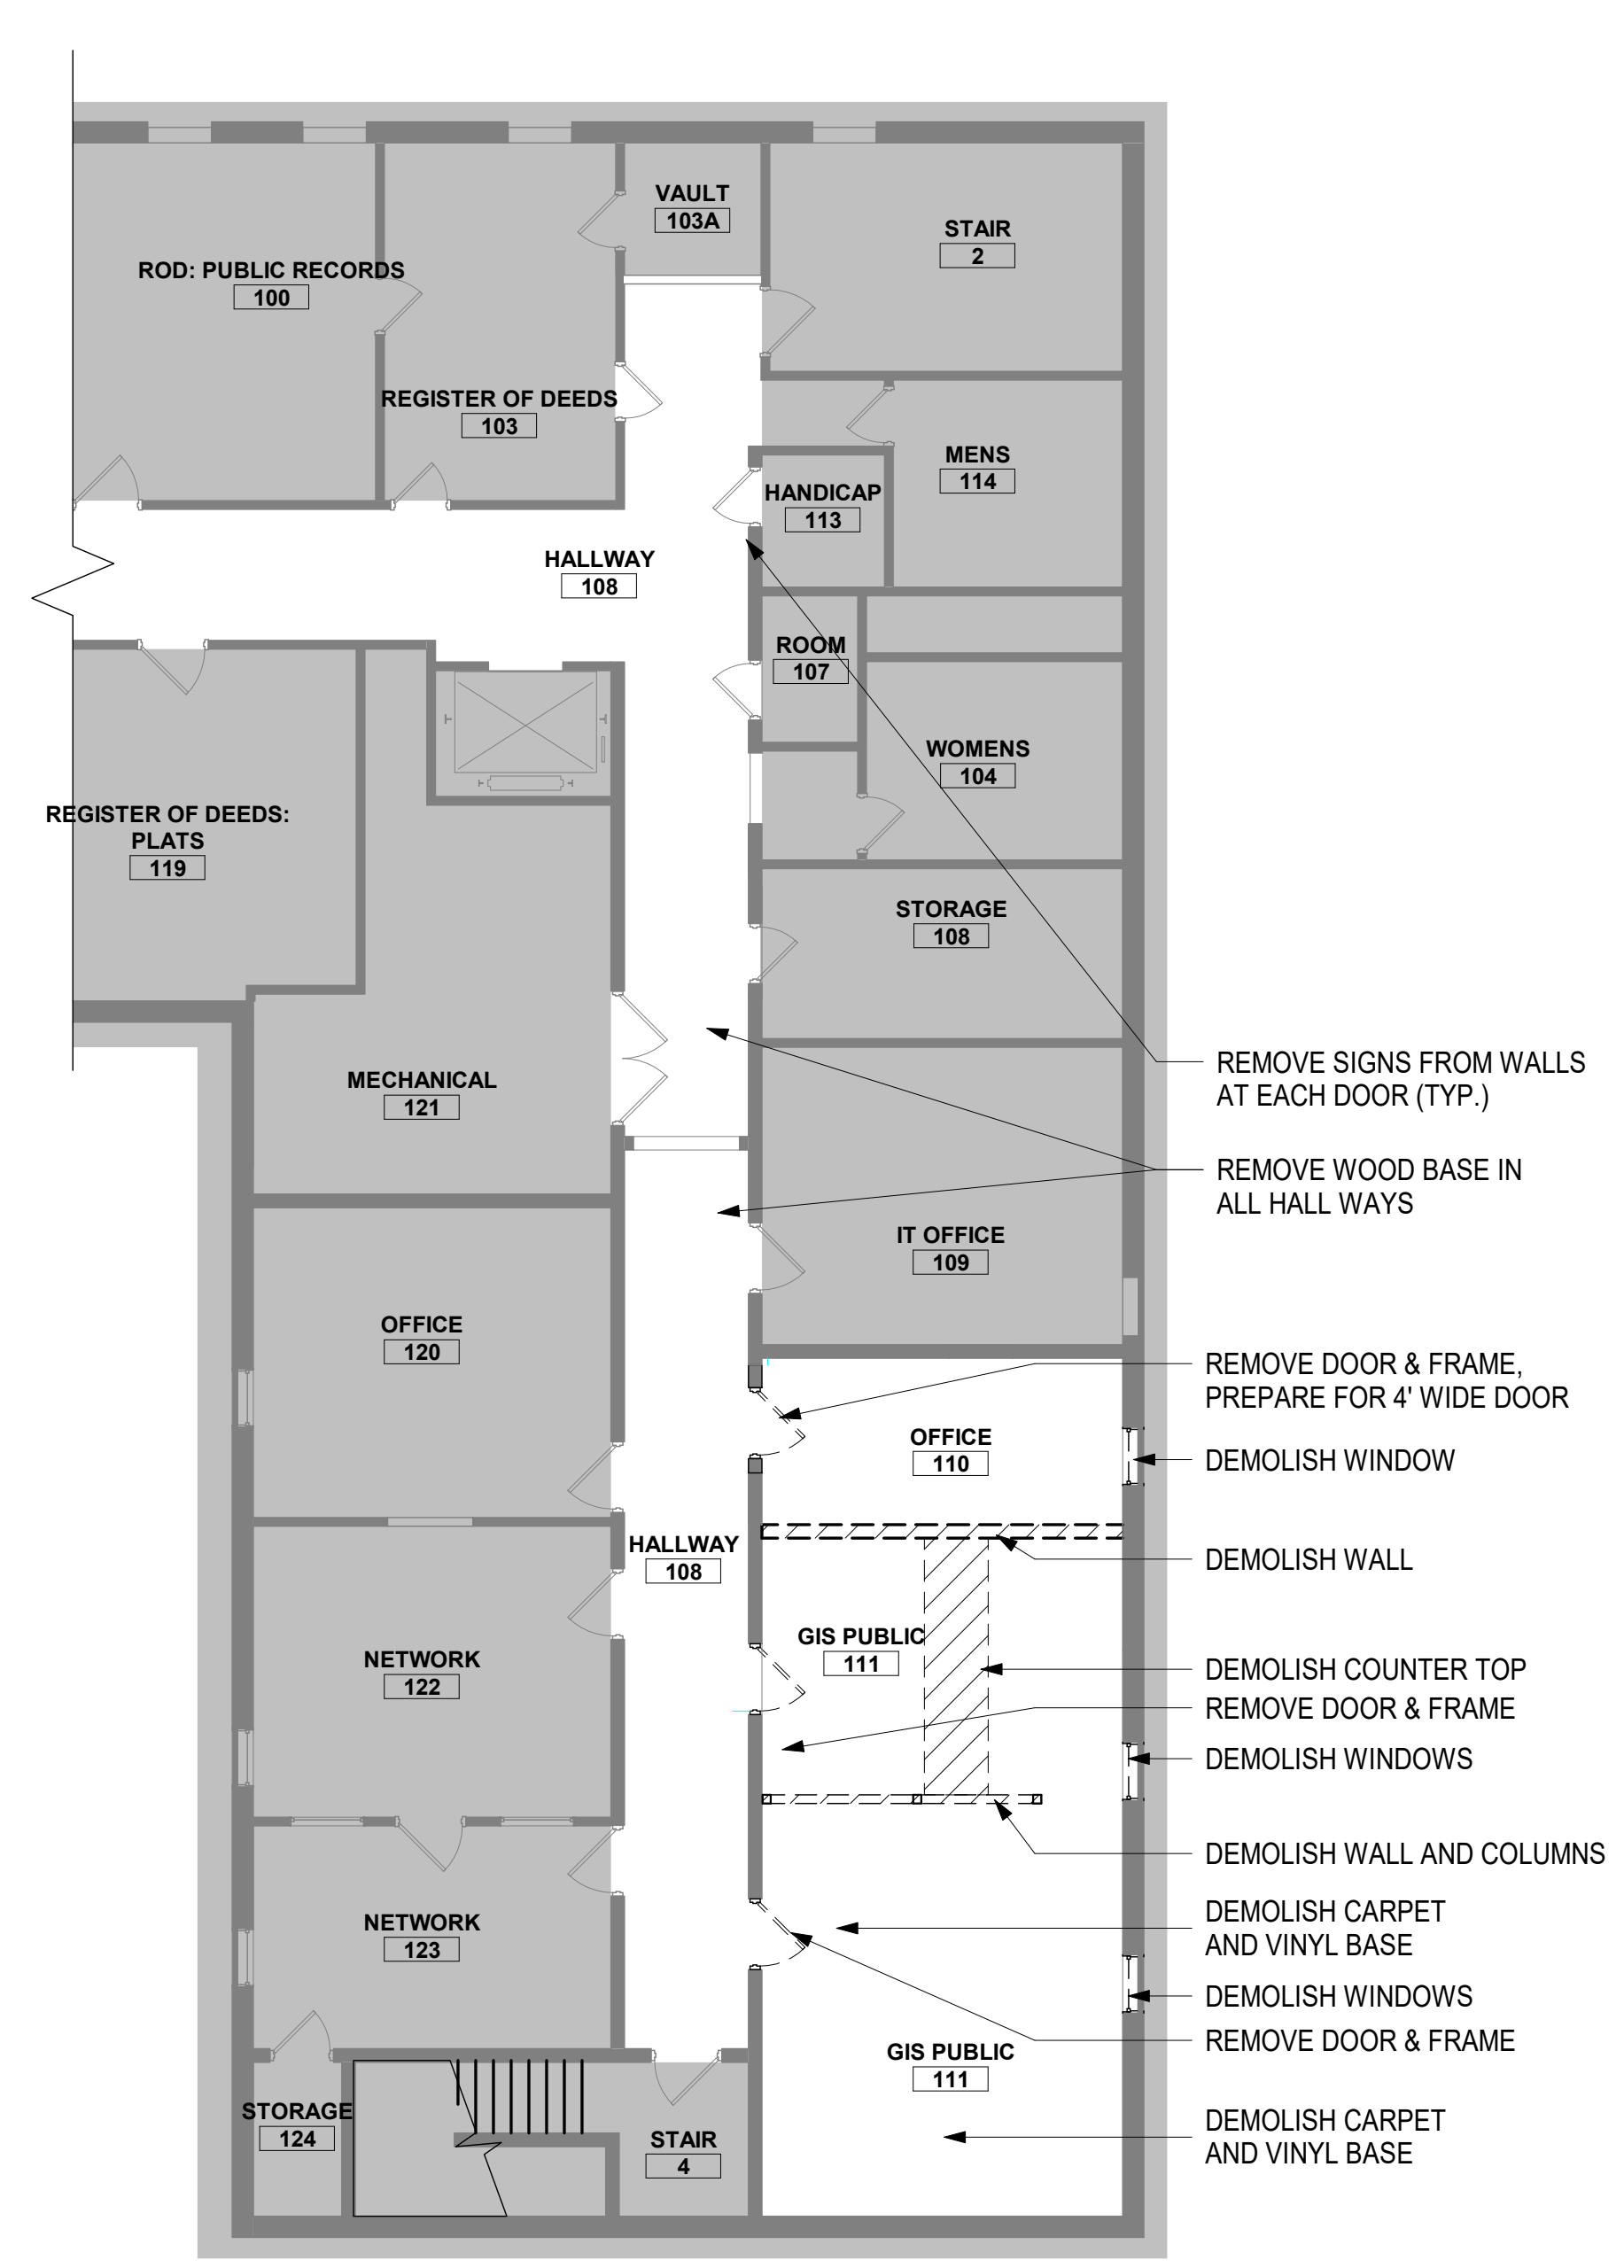 VAULT
103A
STAIR
2
ROD: PUBLIC RECORDS
100
REGISTER OF DEEDS
103
MENS
114
HANDICAP
113
HALLWAY
108
ROOM
107
WOMENS
104
REGISTER OF DEEDS:
PLATS
119
STORAGE
108
MECHANICAL
121
REMOVE SIGNS FROM WALLS
AT EACH DOOR (TYP.)
REMOVE WOOD BASE IN
ALL HALL WAYS
IT OFFICE
109
OFFICE
120
REMOVE DOOR & FRAME,
PREPARE FOR 4' WIDE DOOR
OFFICE
110
DEMOLISH WINDOW
HALLWAY
108
DEMOLISH WALL
GIS PUBLIC
111
NETWORK
122
DEMOLISH COUNTER TOP
REMOVE DOOR & FRAME
DEMOLISH WINDOWS
DEMOLISH WALL AND COLUMNS
NETWORK
123
DEMOLISH CARPET
AND VINYL BASE
DEMOLISH WINDOWS
REMOVE DOOR & FRAME
GIS PUBLIC
111
STORAGE
124
STAIR
4
DEMOLISH CARPET
AND VINYL BASE